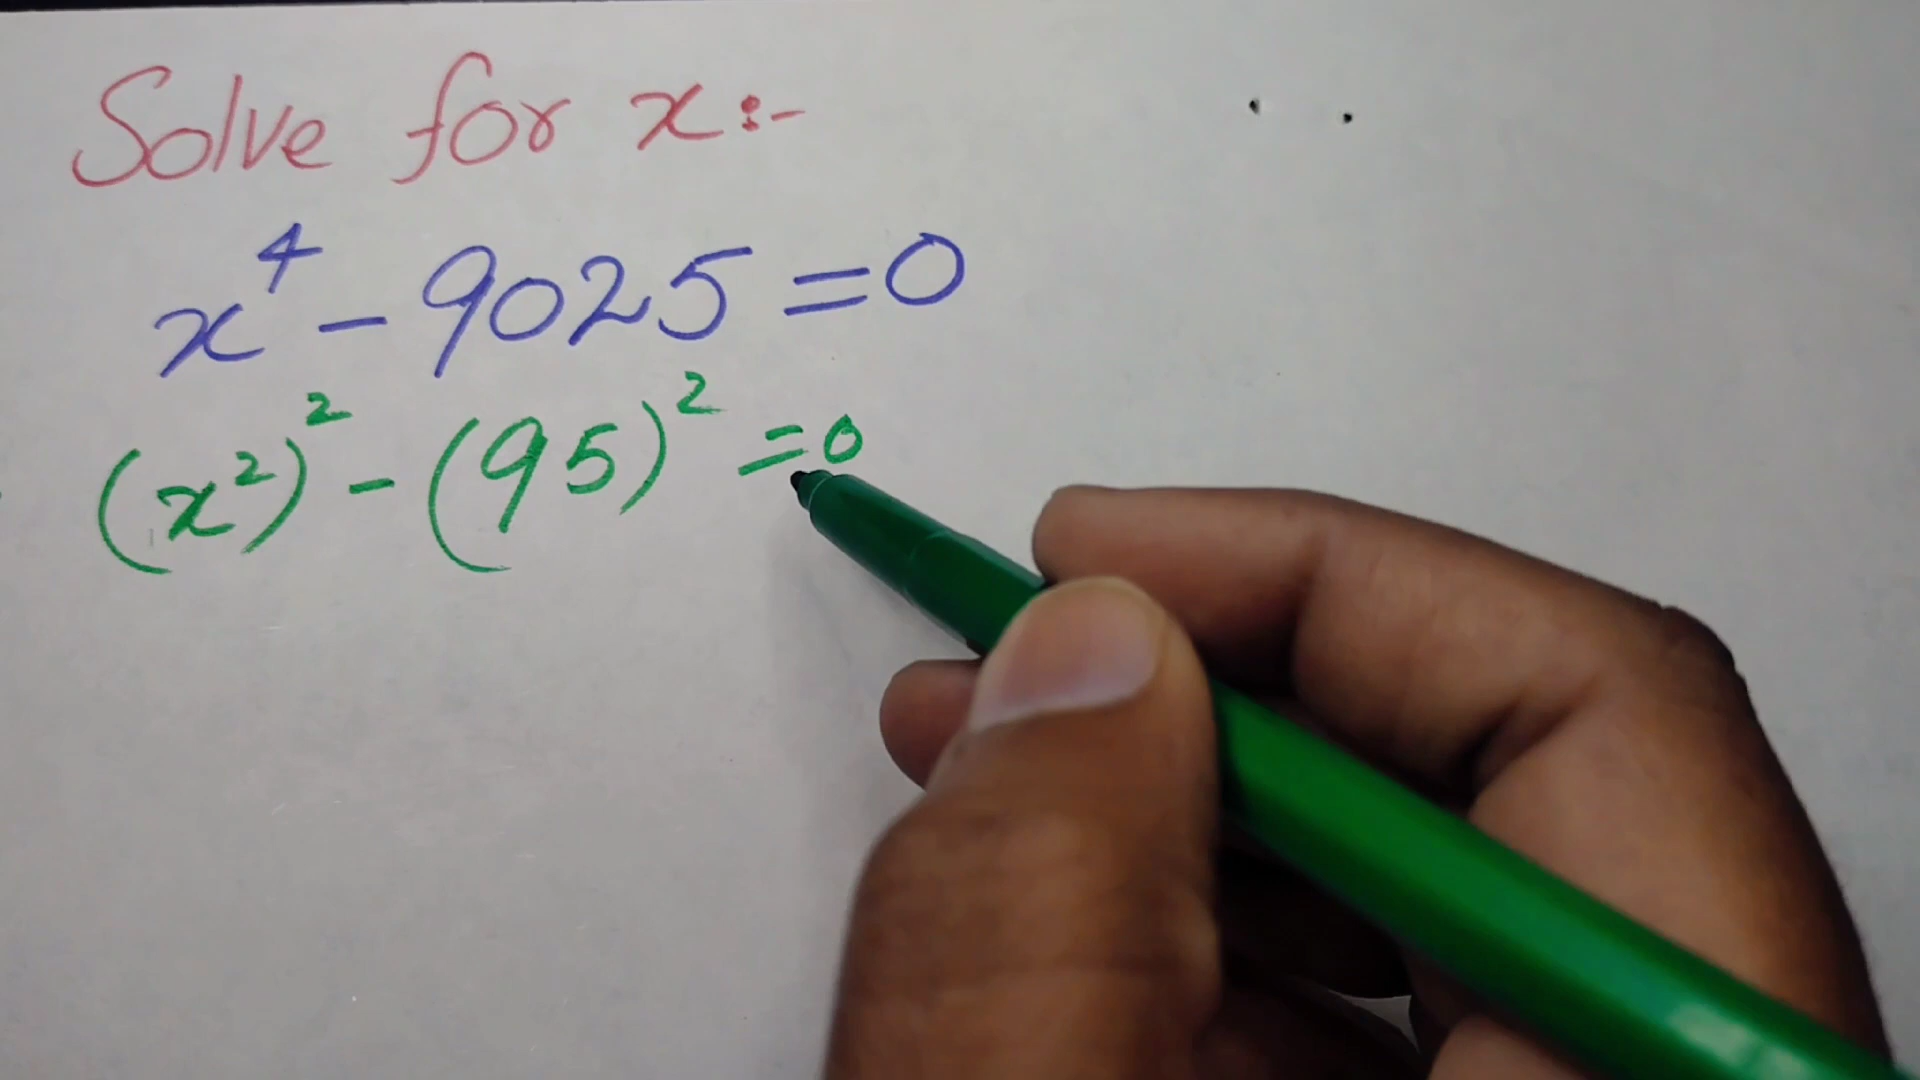 Solve for x:-
x⁴ - 9025 = 0
(x²)² - (95)² = 0